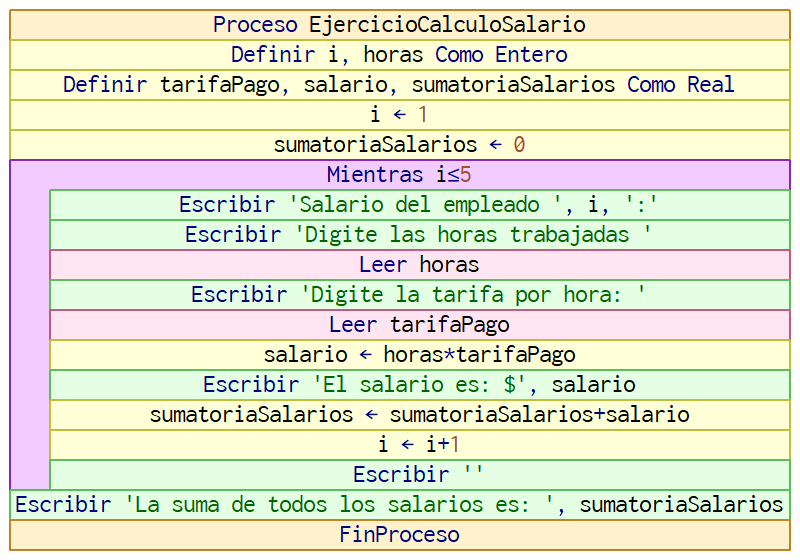 Proceso EjercicioCalculoSalario
Definir i, horas Como Entero
Definir tarifaPago, salario, sumatoriaSalarios Como Real
i ← 1
sumatoriaSalarios ← 0
Mientras i≤5
Escribir 'Salario del empleado ', i, ':'
Escribir 'Digite las horas trabajadas '
Leer horas
Escribir 'Digite la tarifa por hora: '
Leer tarifaPago
salario ← horas*tarifaPago
Escribir 'El salario es: $', salario
sumatoriaSalarios ← sumatoriaSalarios+salario
i ← i+1
Escribir ''
Escribir 'La suma de todos los salarios es: ', sumatoriaSalarios
FinProceso